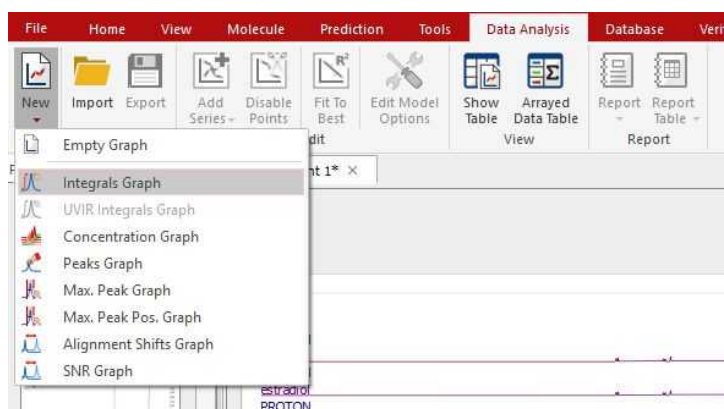 File Home View Molecule Prediction Tools Data Analysis Database Veri
New Import Export Add Series Disable Points Fit To Best Edit Model Options Show Table Arrayed Data Table Report Report Table
dit View Report
Empty Graph
nt 1* ×
Integrals Graph
UVIR Integrals Graph
Concentration Graph
Peaks Graph
Max. Peak Graph
Max. Peak Pos. Graph
Alignment Shifts Graph
SNR Graph
estradiol
PROTON